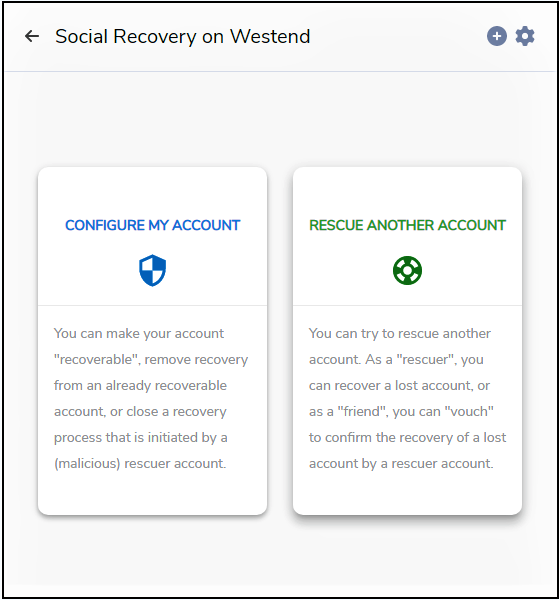 Social Recovery on Westend
CONFIGURE MY ACCOUNT
You can make your account
"recoverable", remove recovery
from an already recoverable
account, or close a recovery
process that is initiated by a
(malicious) rescuer account.
RESCUE ANOTHER ACCOUNT
You can try to rescue another
account. As a "rescuer", you
can recover a lost account, or
as a "friend", you can "vouch"
to confirm the recovery of a lost
account by a rescuer account.